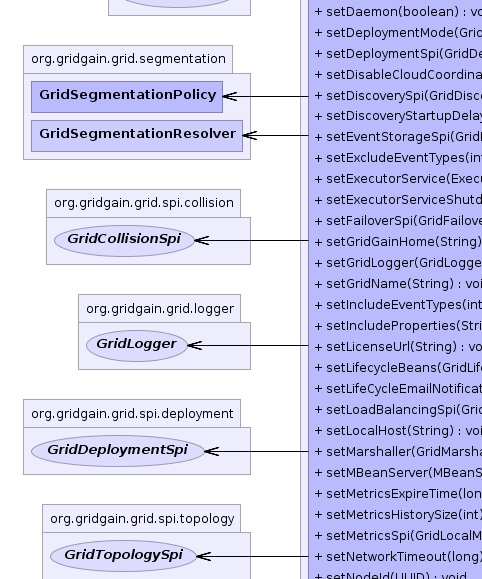 org.gridgain.grid.segmentation
GridSegmentationPolicy
GridSegmentationResolver
org.gridgain.grid.spi.collision
GridCollisionSpi
org.gridgain.grid.logger
GridLogger
org.gridgain.grid.spi.deployment
GridDeploymentSpi
org.gridgain.grid.spi.topology
GridTopologySpi
+ setDaemon(boolean) : vo
+ setDeploymentMode(Grid
+ setDeploymentSpi(GridDe
+ setDisableCloudCoordina
+ setDiscoverySpi(GridDisco
+ setDiscoveryStartupDelay
+ setEventStorageSpi(GridE
+ setExcludeEventTypes(int
+ setExecutorService(Execu
+ setExecutorServiceShutd
+ setFailoverSpi(GridFailove
+ setGridGainHome(String)
+ setGridLogger(GridLogge
+ setGridName(String) : voi
+ setIncludeEventTypes(int
+ setIncludeProperties(Stri
+ setLicenseUrl(String) : vo
+ setLifecycleBeans(GridLife
+ setLifeCycleEmailNotificat
+ setLoadBalancingSpi(Grid
+ setLocalHost(String) : voi
+ setMarshaller(GridMarsha
+ setMBeanServer(MBeanS
+ setMetricsExpireTime(lon
+ setMetricsHistorySize(int)
+ setMetricsSpi(GridLocalM
+ setNetworkTimeout(long)
+ setNodeId(UUID) : void